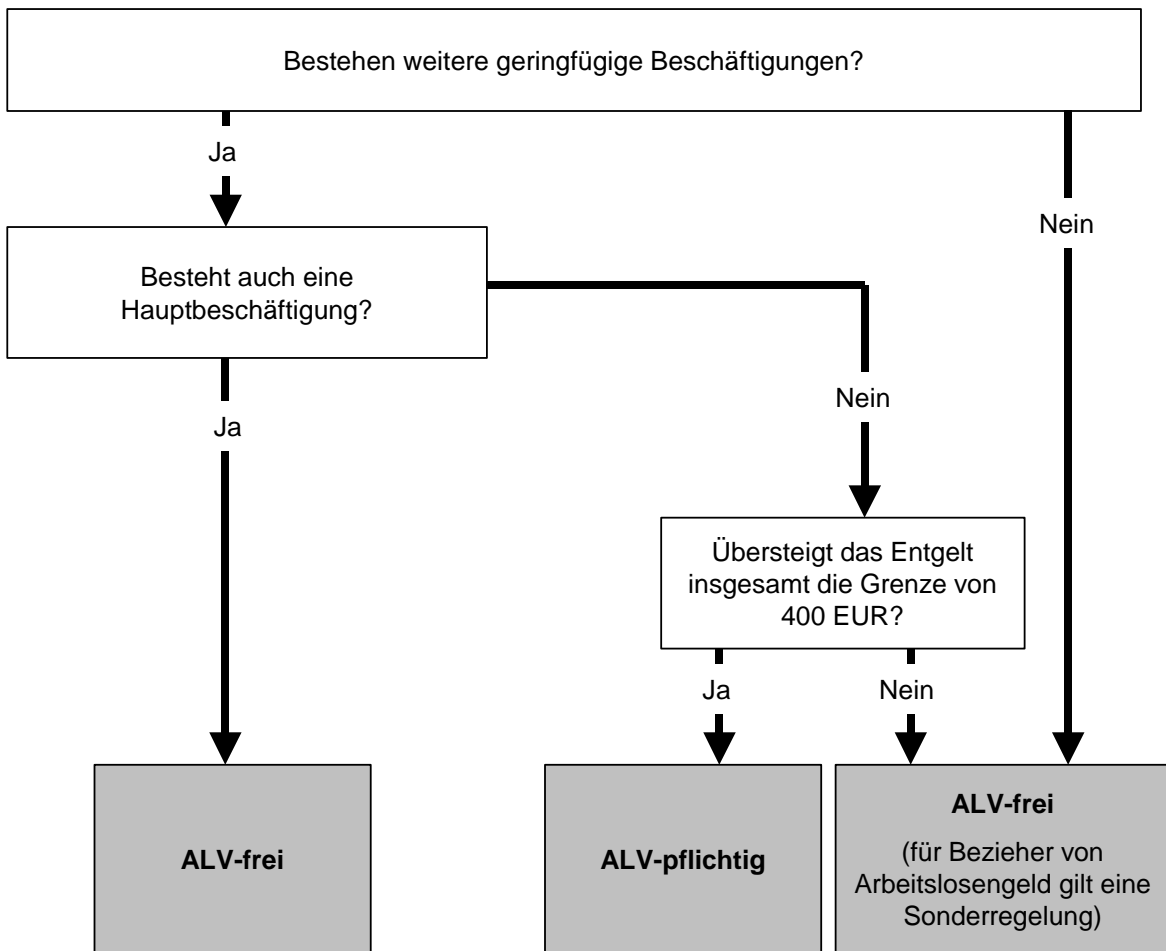 Bestehen weitere geringfügige Beschäftigungen?
Ja
Nein
Besteht auch eine
Hauptbeschäftigung?
Ja
Nein
Übersteigt das Entgelt
insgesamt die Grenze von
400 EUR?
Ja
Nein
ALV-frei
ALV-pflichtig
ALV-frei
(für Bezieher von
Arbeitslosengeld gilt eine
Sonderregelung)